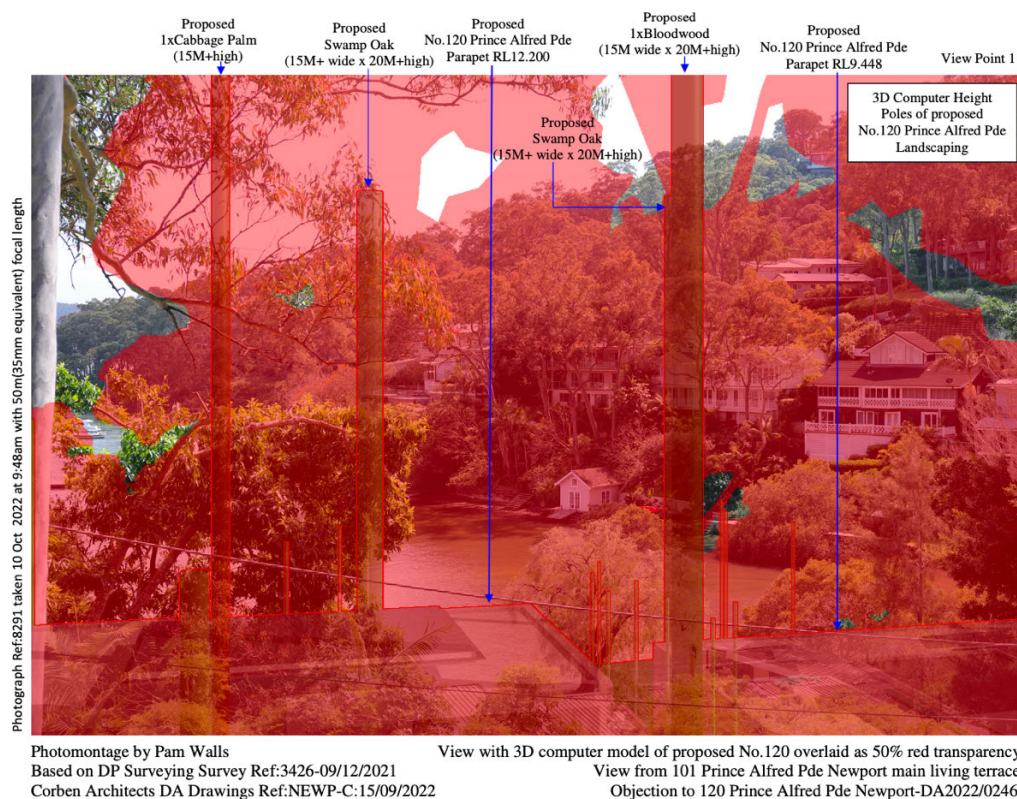 Proposed
1xCabbage Palm
(15M+high)
Proposed
Swamp Oak
(15M+ wide x 20M+high)
Proposed
No.120 Prince Alfred Pde
Parapet RL12.200
Proposed
1xBloodwood
(15M wide x 20M+high)
Proposed
No.120 Prince Alfred Pde
Parapet RL9.448
View Point 1
3D Computer Height
Poles of proposed
No.120 Prince Alfred Pde
Landscaping
Proposed
Swamp Oak
(15M+ wide x 20M+high)
Photograph Ref:8291 taken 10 Oct 2022 at 9:48am with 50m(35mm equivalent) focal length
Photomontage by Pam Walls
Based on DP Surveying Survey Ref:3426-09/12/2021
Corben Architects DA Drawings Ref:NEWP-C:15/09/2022
View with 3D computer model of proposed No.120 overlaid as 50% red transparency
View from 101 Prince Alfred Pde Newport main living terrace
Objection to 120 Prince Alfred Pde Newport-DA2022/0246